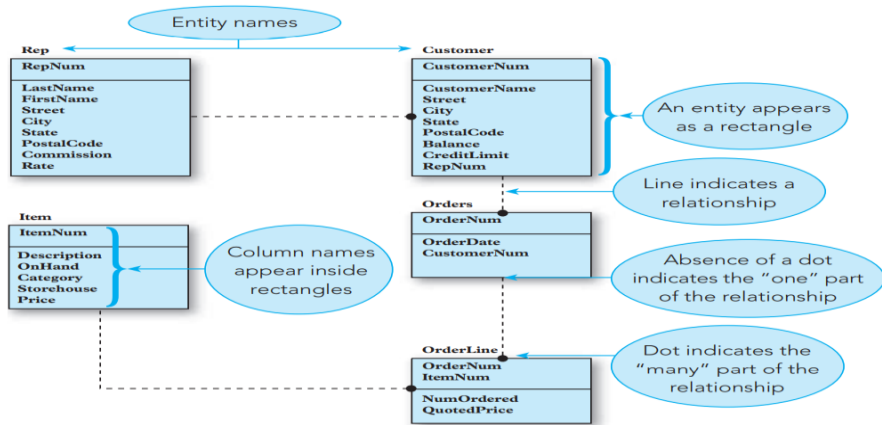 Entity names
Rep
RepNum
LastName
FirstName
Street
City
State
PostalCode
Commission
Rate
Customer
CustomerNum
CustomerName
Street
City
State
PostalCode
Balance
CreditLimit
RepNum
An entity appears
as a rectangle
Line indicates a
relationship
Item
ItemNum
Description
OnHand
Category
Storehouse
Price
Column names
appear inside
rectangles
Orders
OrderNum
OrderDate
CustomerNum
Absence of a dot
indicates the “one” part
of the relationship
OrderLine
OrderNum
ItemNum
NumOrdered
QuotedPrice
Dot indicates the
“many” part of the
relationship